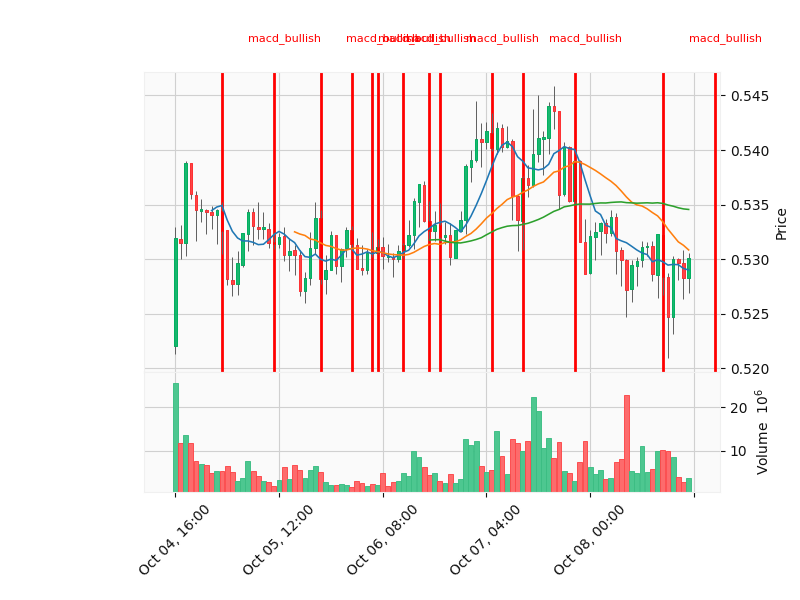 macd_bullish macd_bullish macd_bullish macd_bullish macd_bullish macd_bullish
0.545
0.540
0.535
0.530
0.525
0.520
Price
20
10
Volume 10⁶
Oct 04, 16:00
Oct 05, 12:00
Oct 06, 08:00
Oct 07, 04:00
Oct 08, 00:00